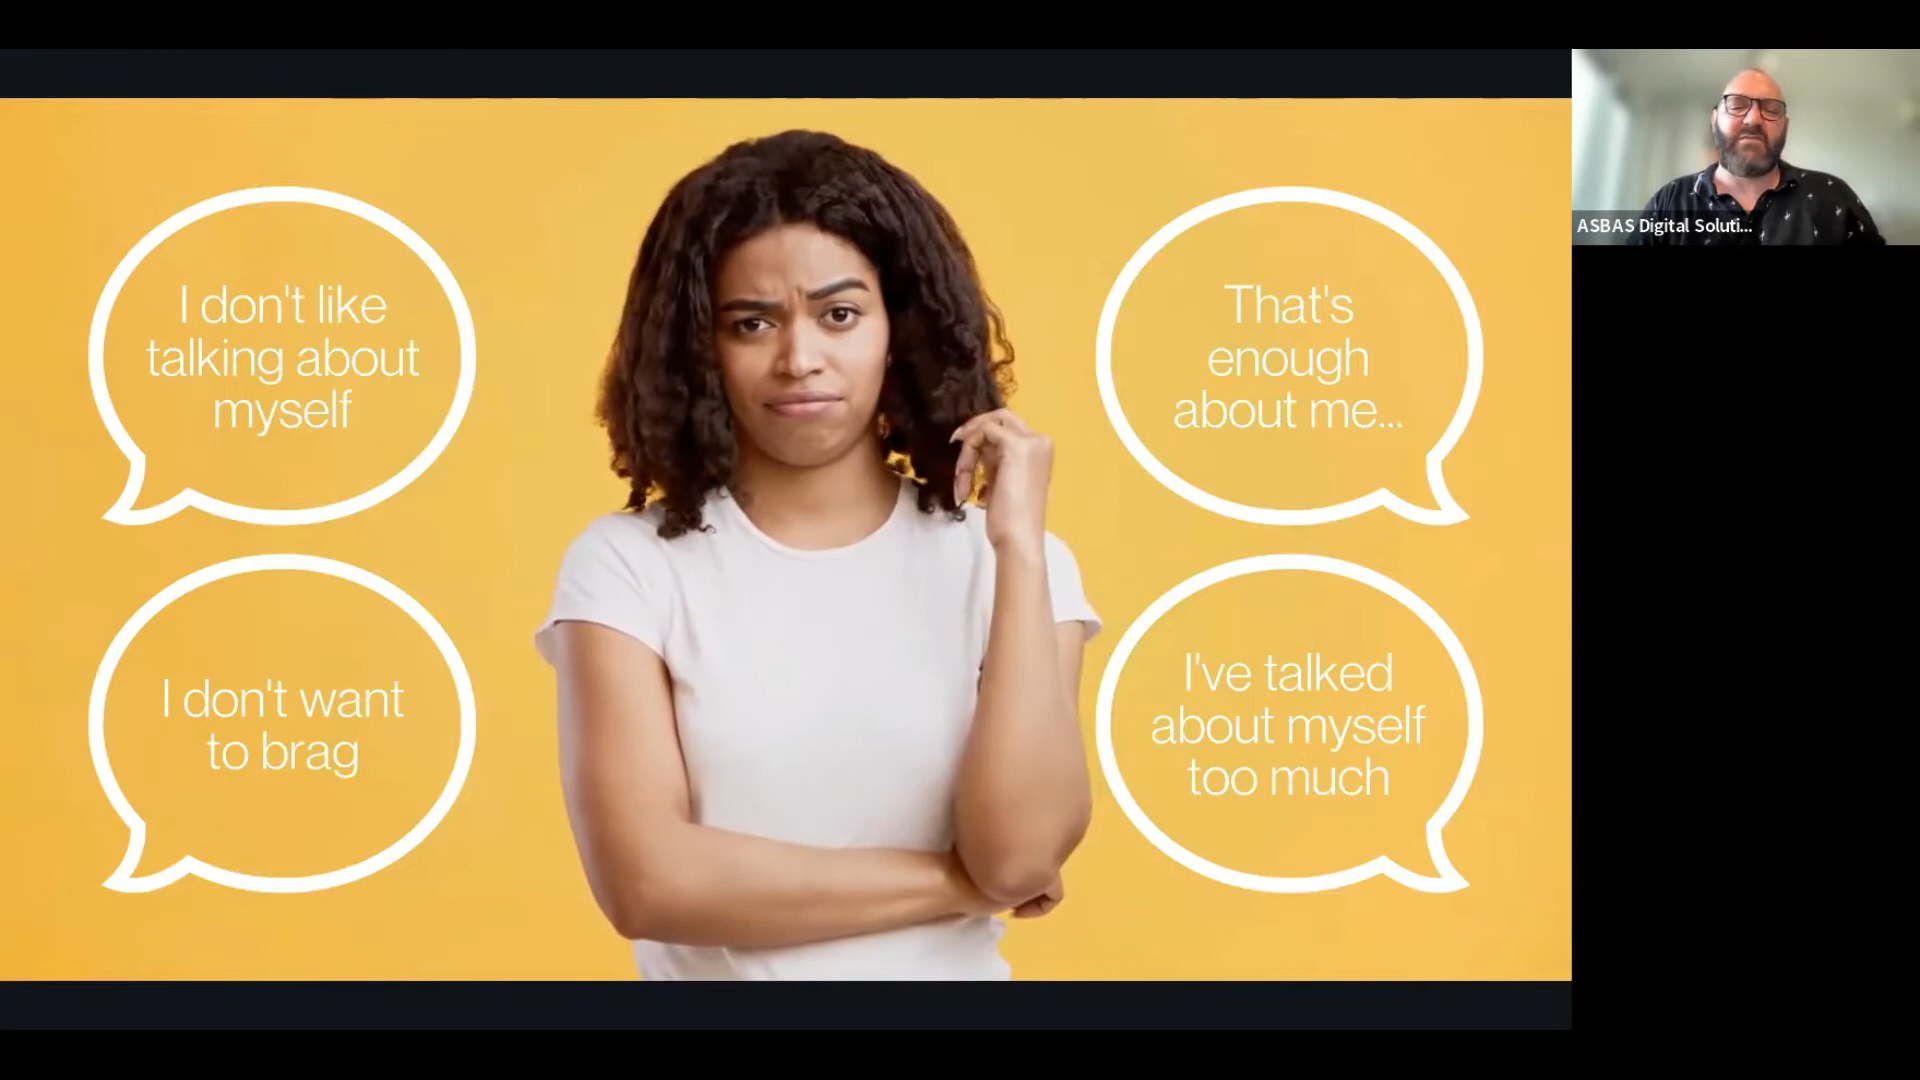 I don't like
talking about
myself
I don't want
to brag
That's
enough
about me...
I've talked
about myself
too much
ASBAS Digital Soluti...